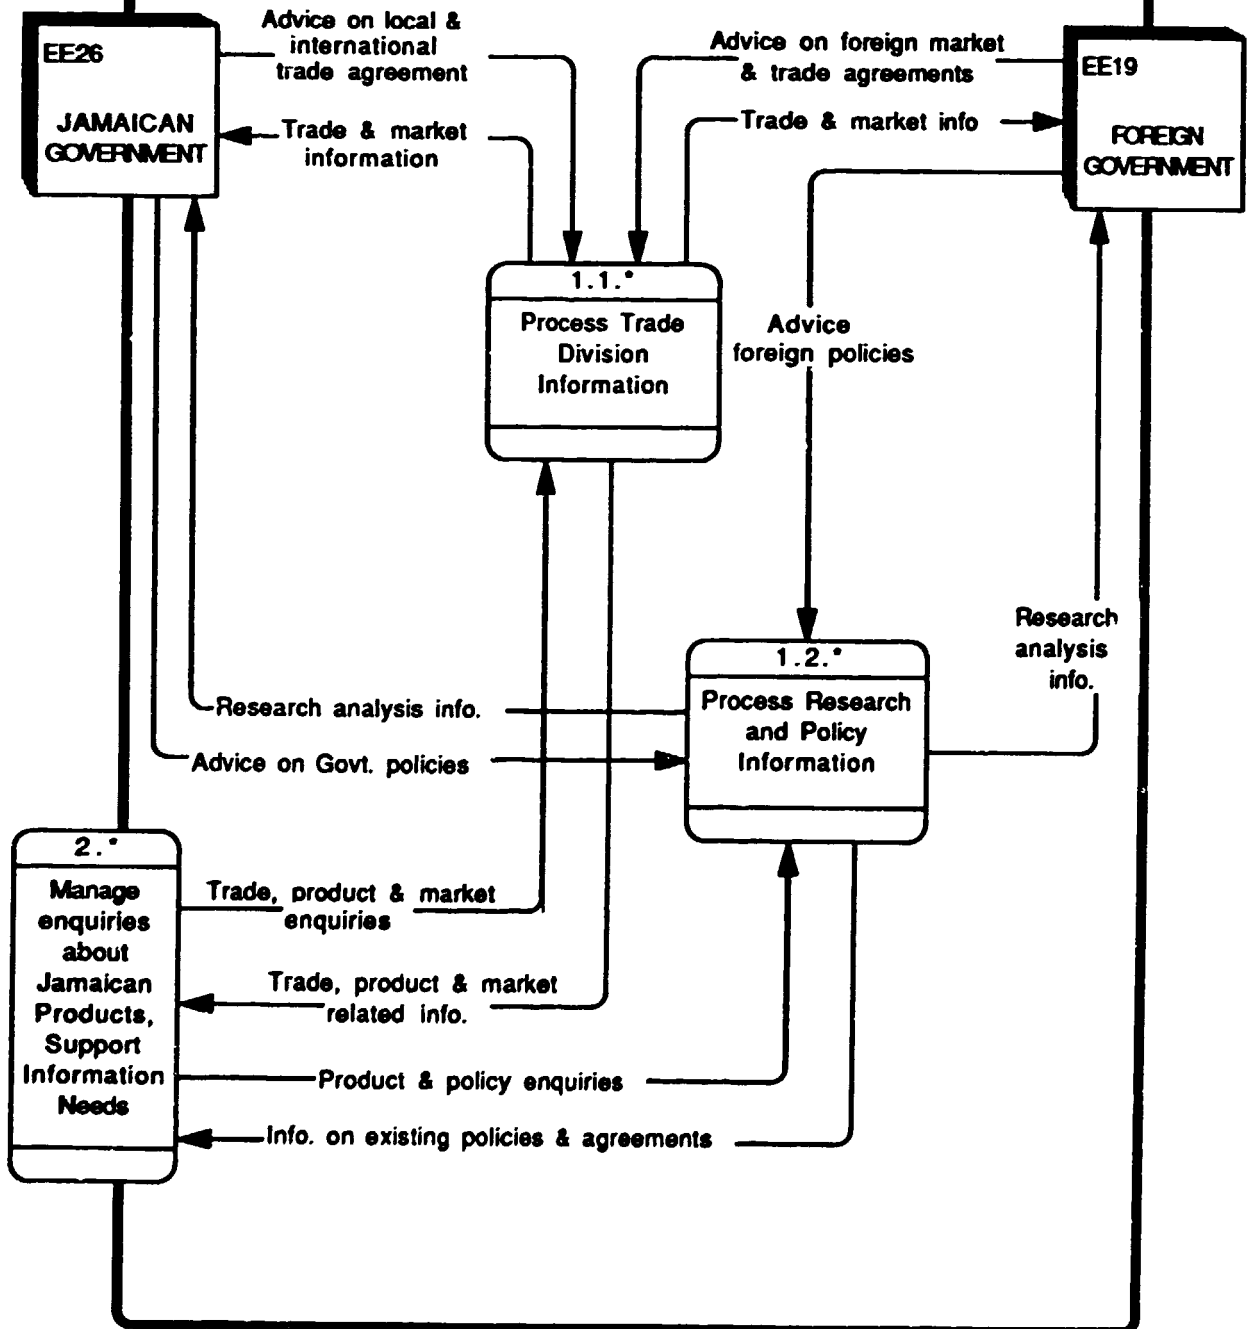 Advice on local &
international
trade agreement
EE26
JAMAICAN
GOVERNMENT
Trade & market
information
Advice on foreign market
& trade agreements
Trade & market info
EE19
FOREIGN
GOVERNMENT
1.1.*
Process Trade
Division
Information
Advice
foreign policies
Research
analysis
info.
1.2.*
Process Research
and Policy
Information
Research analysis info.
Advice on Govt. policies
2.*
Manage
enquiries
about
Jamaican
Products,
Support
Information
Needs
Trade, product & market
enquiries
Trade, product & market
related info.
Product & policy enquiries
Info. on existing policies & agreements